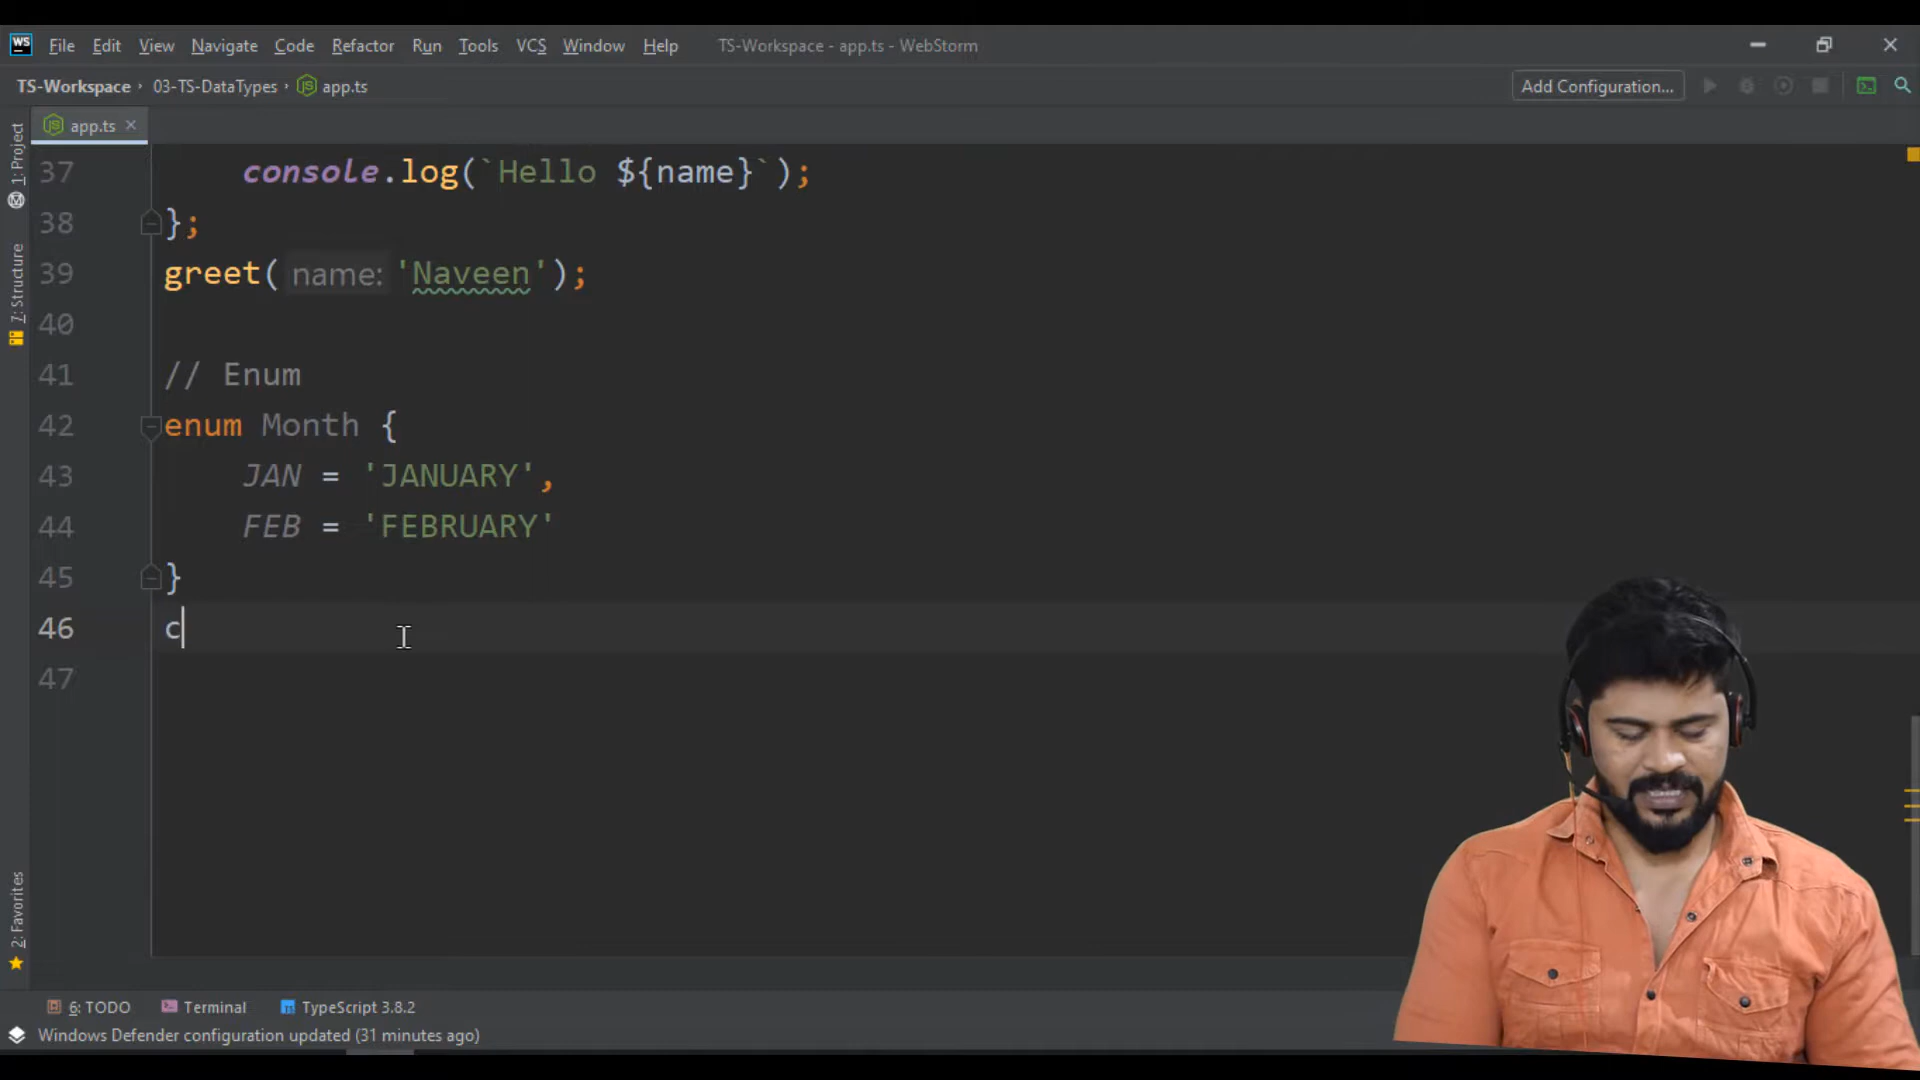 WS File Edit View Navigate Code Refactor Run Tools VCS Window Help TS-Workspace - app.ts - WebStorm
TS-Workspace › 03-TS-DataTypes › JS app.ts Add Configuration...
JS app.ts ×
1: Project
7: Structure
2: Favorites
37 console.log(`Hello ${name}`);
38 };
39 greet( name: 'Naveen');
40
41 // Enum
42 enum Month {
43 JAN = 'JANUARY',
44 FEB = 'FEBRUARY'
45 }
46 c
47
6: TODO Terminal TypeScript 3.8.2
Windows Defender configuration updated (31 minutes ago)